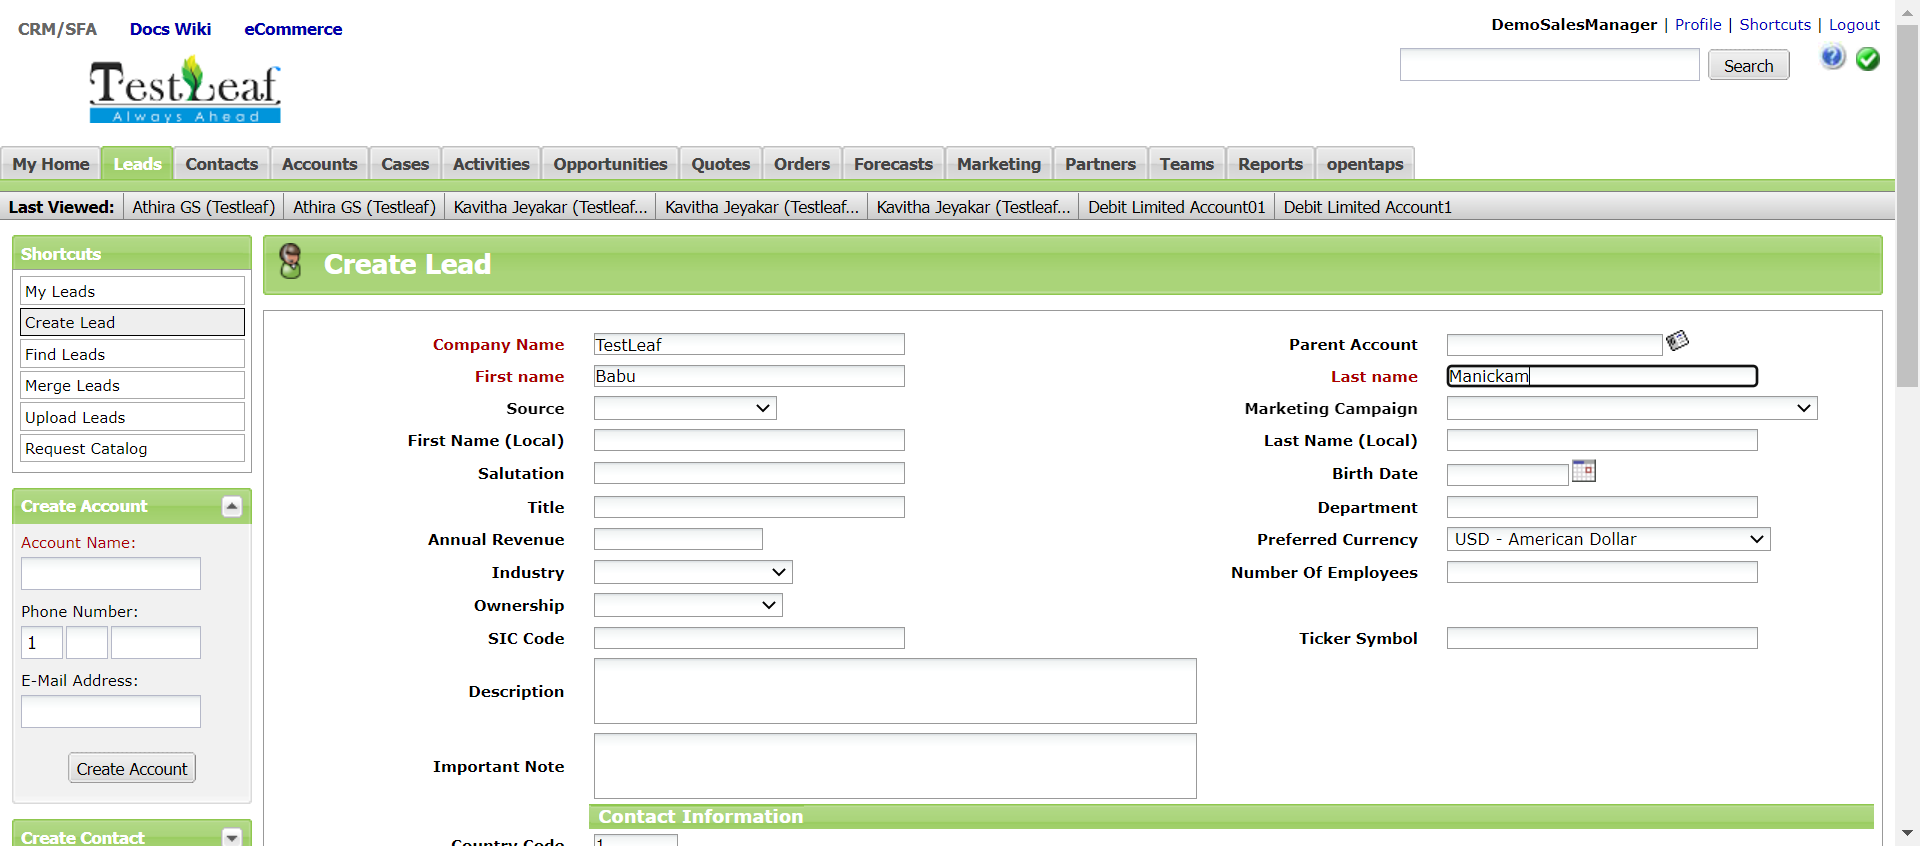 CRM/SFA Docs Wiki eCommerce
DemoSalesManager | Profile | Shortcuts | Logout
Search
TestLeaf
Always Ahead
My Home Leads Contacts Accounts Cases Activities Opportunities Quotes Orders Forecasts Marketing Partners Teams Reports opentaps
Last Viewed: Athira GS (Testleaf) Athira GS (Testleaf) Kavitha Jeyakar (Testleaf... Kavitha Jeyakar (Testleaf... Kavitha Jeyakar (Testleaf... Debit Limited Account01 Debit Limited Account1
Shortcuts
My Leads
Create Lead
Find Leads
Merge Leads
Upload Leads
Request Catalog
Create Account
Account Name:
Phone Number:
1
E-Mail Address:
Create Account
Create Contact
Create Lead
Company Name TestLeaf Parent Account
First name Babu Last name Manickam
Source Marketing Campaign
First Name (Local) Last Name (Local)
Salutation Birth Date
Title Department
Annual Revenue Preferred Currency USD - American Dollar
Industry Number Of Employees
Ownership
SIC Code Ticker Symbol
Description
Important Note
Contact Information
Country Code 1